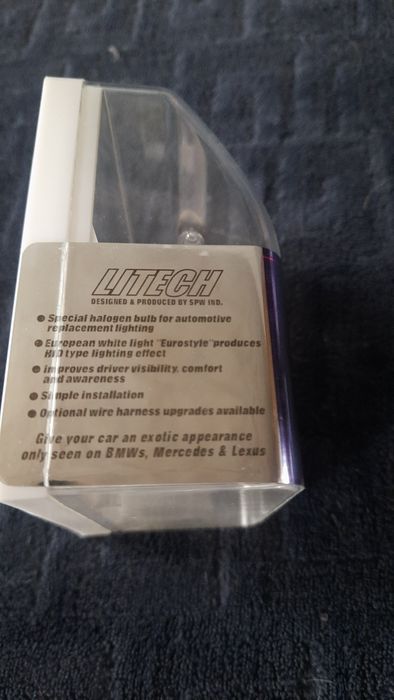 LITECH
DESIGNED & PRODUCED BY SPW IND.
● Special halogen bulb for automotive
replacement lighting
● European white light "Eurostyle" produces
HID type lighting effect
● Improves driver visibility, comfort
and awareness
● Simple installation
● Optional wire harness upgrades available
Give your car an exotic appearance
only seen on BMWs, Mercedes & Lexus